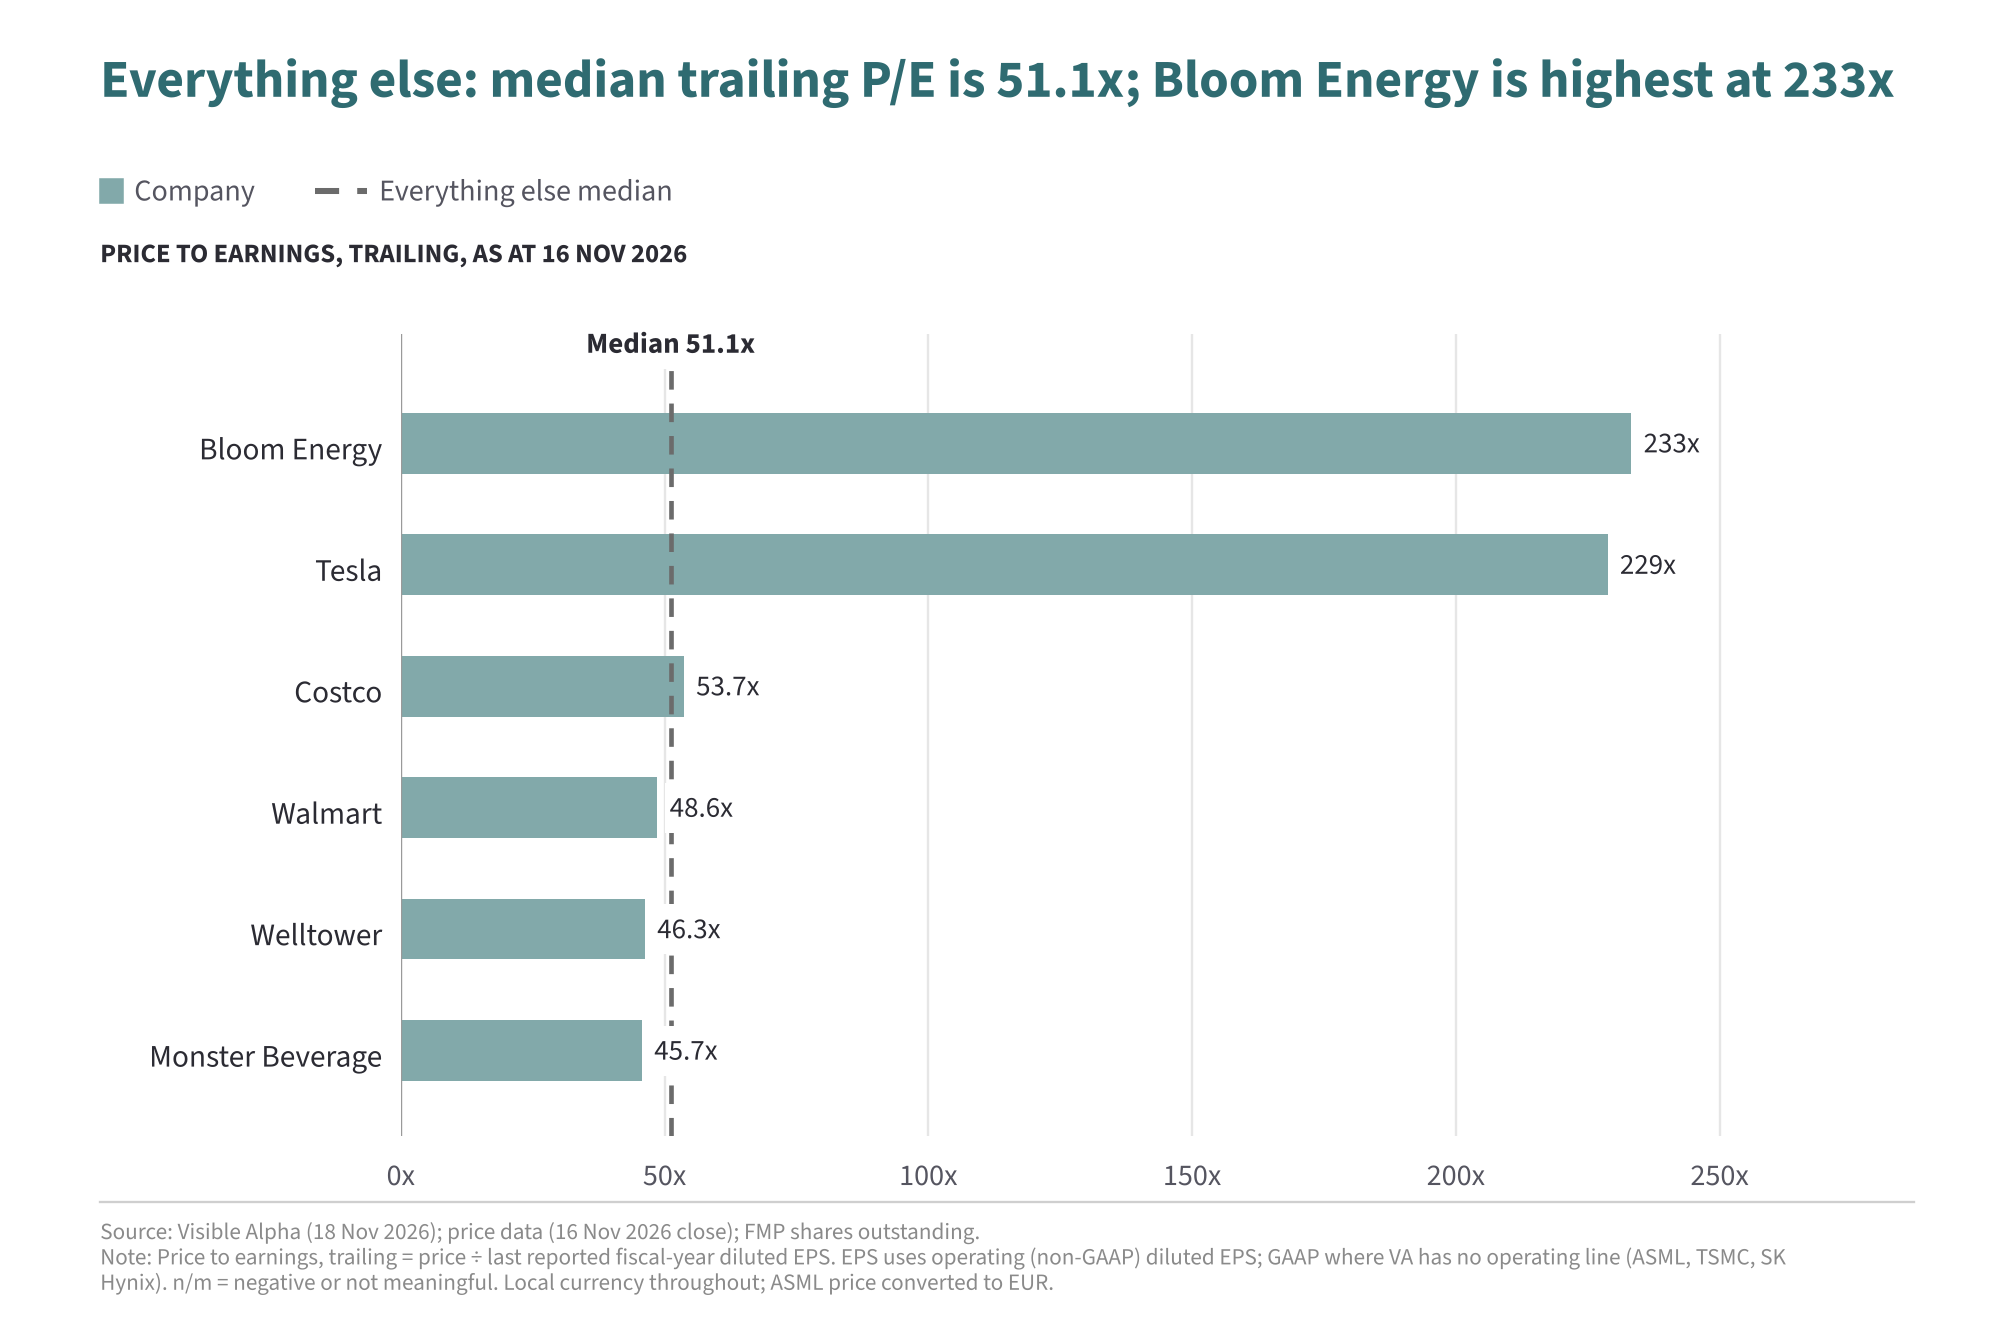 Everything else: median trailing P/E is 51.1x; Bloom Energy is highest at 233x
Company
Everything else median
PRICE TO EARNINGS, TRAILING, AS AT 16 NOV 2026
Median 51.1x
Bloom Energy
233x
Tesla
229x
Costco
53.7x
Walmart
48.6x
Welltower
46.3x
Monster Beverage
45.7x
0x
50x
100x
150x
200x
250x
Source: Visible Alpha (18 Nov 2026); price data (16 Nov 2026 close); FMP shares outstanding.
Note: Price to earnings, trailing = price ÷ last reported fiscal-year diluted EPS. EPS uses operating (non-GAAP) diluted EPS; GAAP where VA has no operating line (ASML, TSMC, SK
Hynix). n/m = negative or not meaningful. Local currency throughout; ASML price converted to EUR.